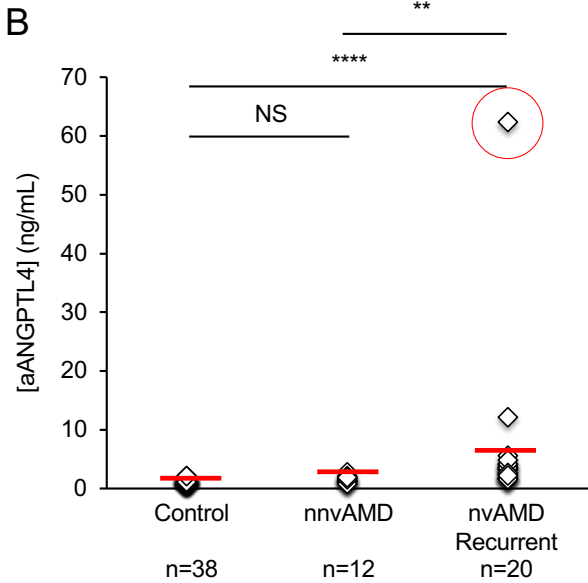 B
**
****
NS
70
60
50
40
30
20
10
0
[aANGPTL4] (ng/mL)
Control nnvAMD nvAMD
Recurrent
n=38 n=12 n=20